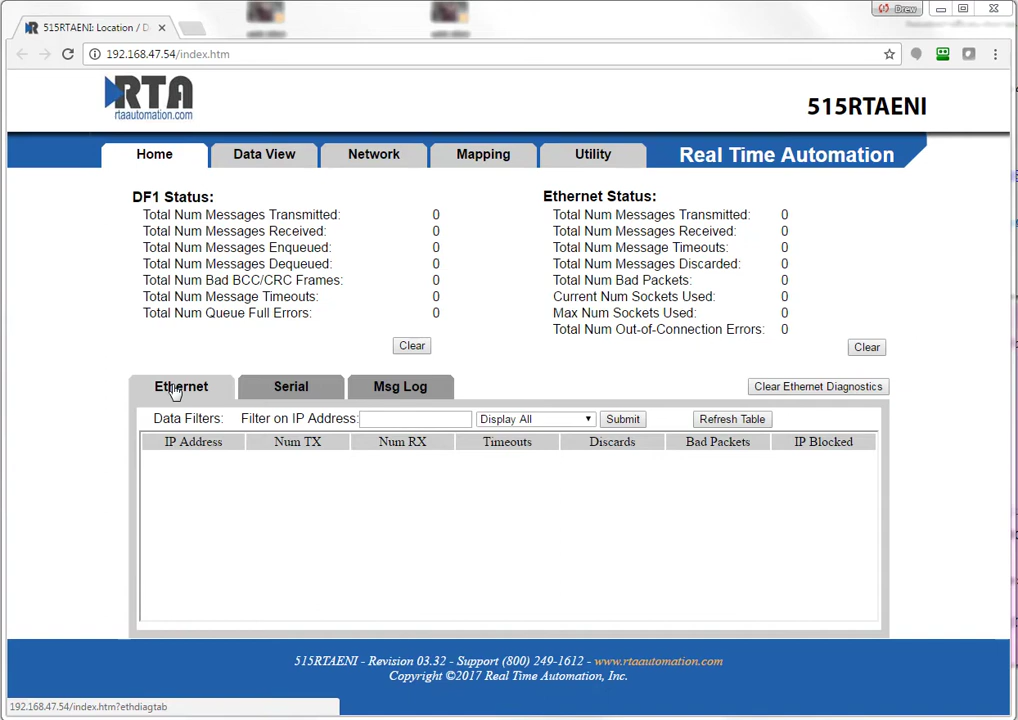 515RTAENI: Location / D
Drew
192.168.47.54/index.htm
RTA
rtaautomation.com
515RTAENI
Home Data View Network Mapping Utility Real Time Automation
DF1 Status:
Total Num Messages Transmitted: 0
Total Num Messages Received: 0
Total Num Messages Enqueued: 0
Total Num Messages Dequeued: 0
Total Num Bad BCC/CRC Frames: 0
Total Num Message Timeouts: 0
Total Num Queue Full Errors: 0
Clear
Ethernet Status:
Total Num Messages Transmitted: 0
Total Num Messages Received: 0
Total Num Message Timeouts: 0
Total Num Messages Discarded: 0
Total Num Bad Packets: 0
Current Num Sockets Used: 0
Max Num Sockets Used: 0
Total Num Out-of-Connection Errors: 0
Clear
Ethernet Serial Msg Log Clear Ethernet Diagnostics
Data Filters: Filter on IP Address: Display All Submit Refresh Table
IP Address Num TX Num RX Timeouts Discards Bad Packets IP Blocked
515RTAENI - Revision 03.32 - Support (800) 249-1612 - www.rtaautomation.com
Copyright ©2017 Real Time Automation, Inc.
192.168.47.54/index.htm?ethdiagtab